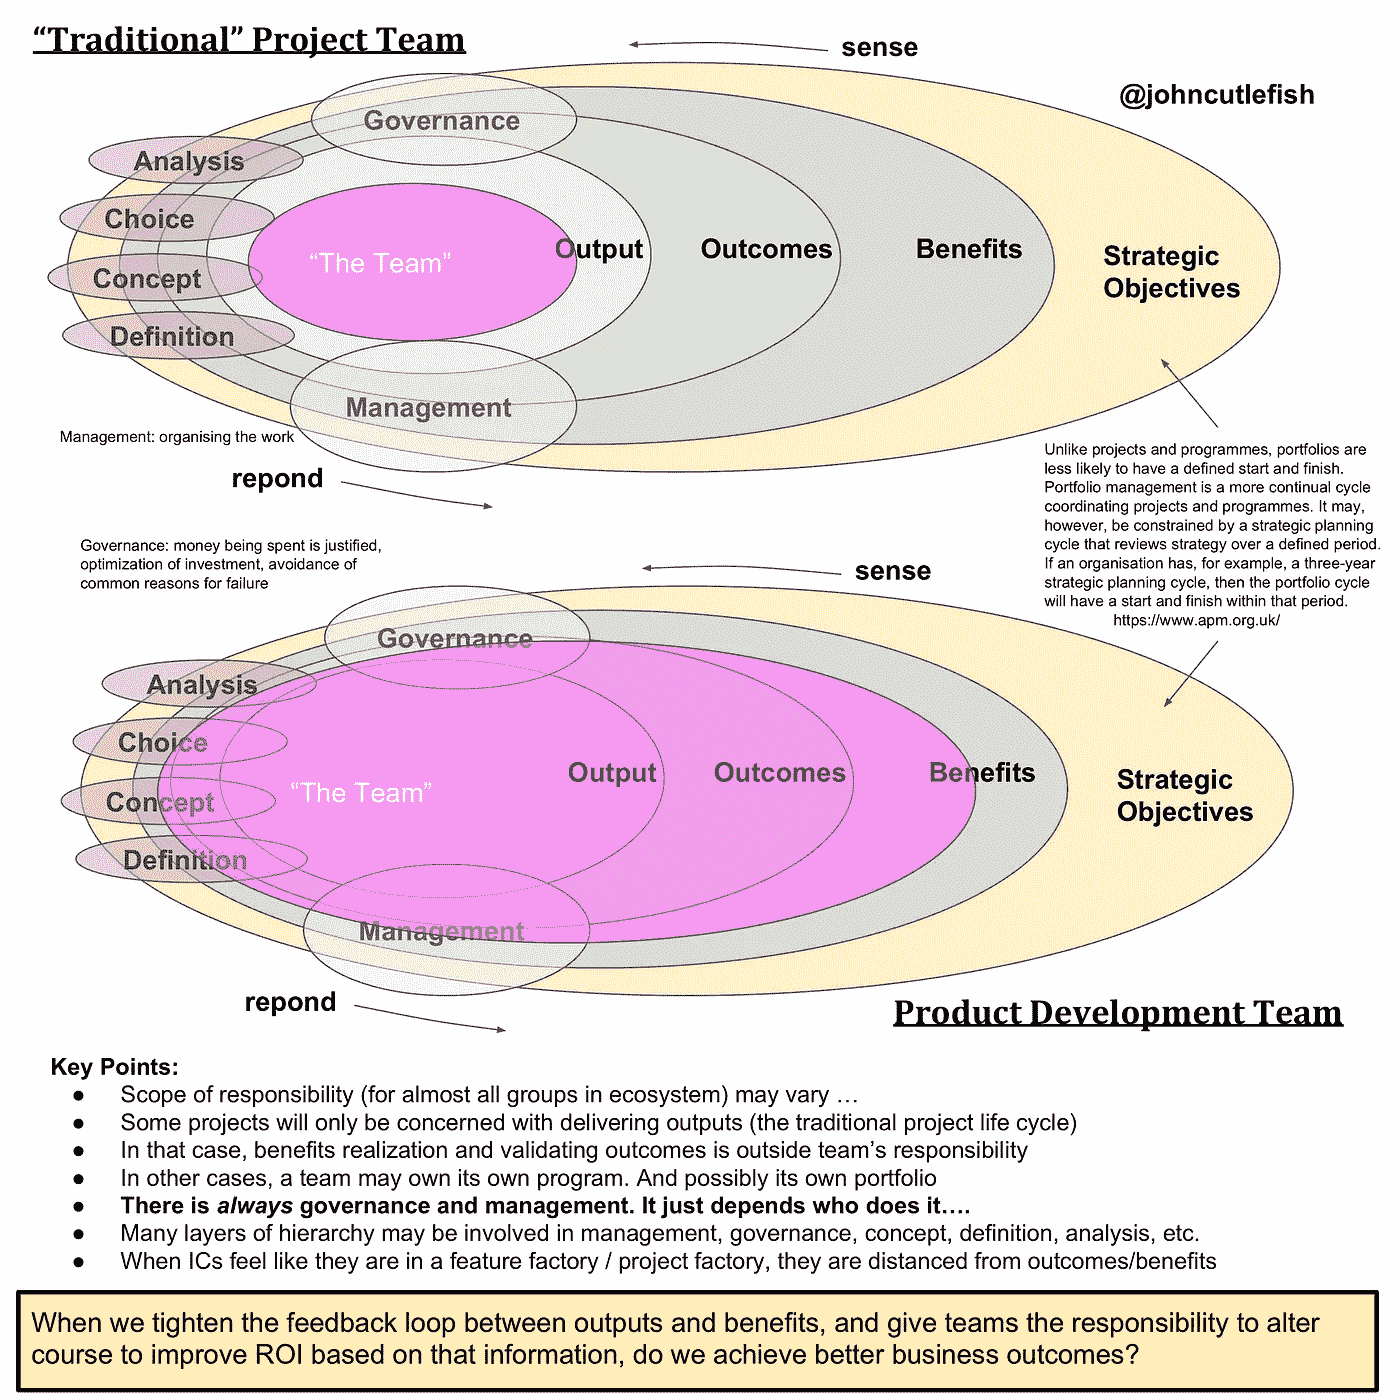 “Traditional” Project Team
sense
@johncutlefish
Governance
Analysis
Choice
Concept
Definition
“The Team”
Output
Outcomes
Benefits
Strategic
Objectives
Management
Management: organising the work
repond
Unlike projects and programmes, portfolios are
less likely to have a defined start and finish.
Portfolio management is a more continual cycle
coordinating projects and programmes. It may,
however, be constrained by a strategic planning
cycle that reviews strategy over a defined period.
If an organisation has, for example, a three-year
strategic planning cycle, then the portfolio cycle
will have a start and finish within that period.
https://www.apm.org.uk/
Governance: money being spent is justified,
optimization of investment, avoidance of
common reasons for failure
sense
Governance
Analysis
Choice
Concept
Definition
“The Team”
Output
Outcomes
Benefits
Strategic
Objectives
Management
repond
Product Development Team
Key Points:
● Scope of responsibility (for almost all groups in ecosystem) may vary …
● Some projects will only be concerned with delivering outputs (the traditional project life cycle)
● In that case, benefits realization and validating outcomes is outside team’s responsibility
● In other cases, a team may own its own program. And possibly its own portfolio
● There is always governance and management. It just depends who does it….
● Many layers of hierarchy may be involved in management, governance, concept, definition, analysis, etc.
● When ICs feel like they are in a feature factory / project factory, they are distanced from outcomes/benefits
When we tighten the feedback loop between outputs and benefits, and give teams the responsibility to alter
course to improve ROI based on that information, do we achieve better business outcomes?